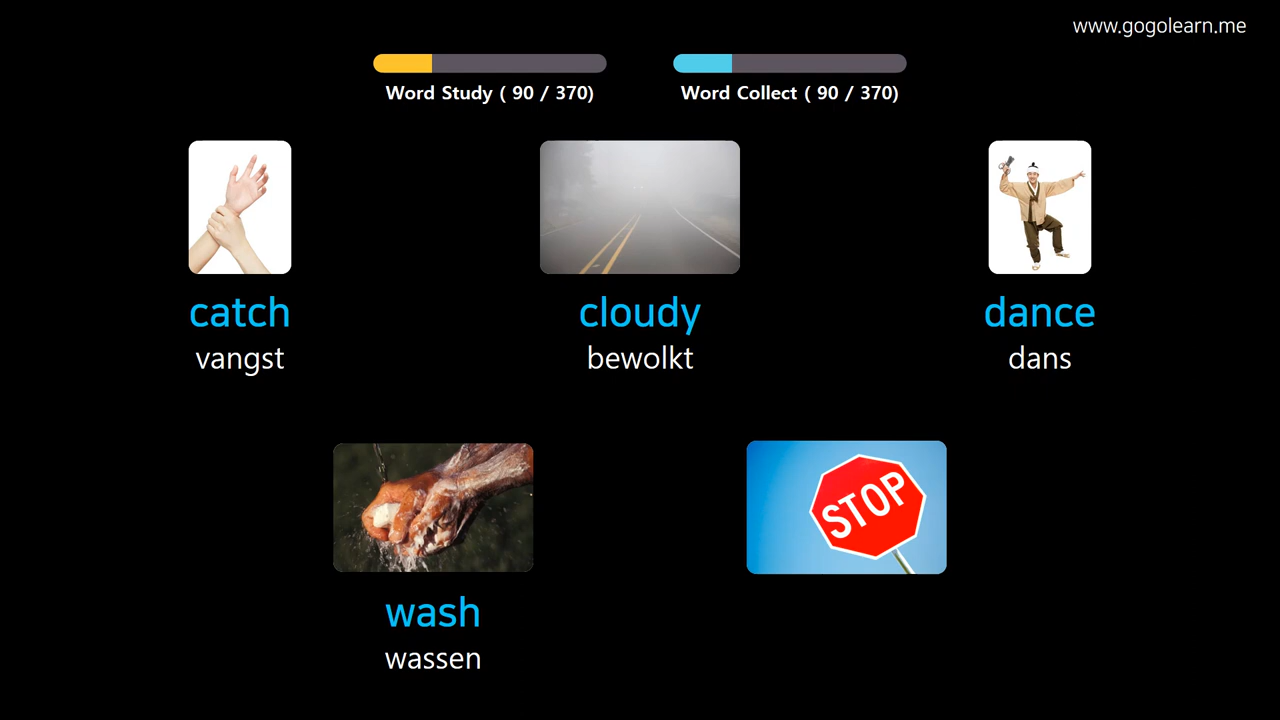 www.gogolearn.me
Word Study ( 90 / 370)
Word Collect ( 90 / 370)
catch
vangst
cloudy
bewolkt
dance
dans
STOP
wash
wassen